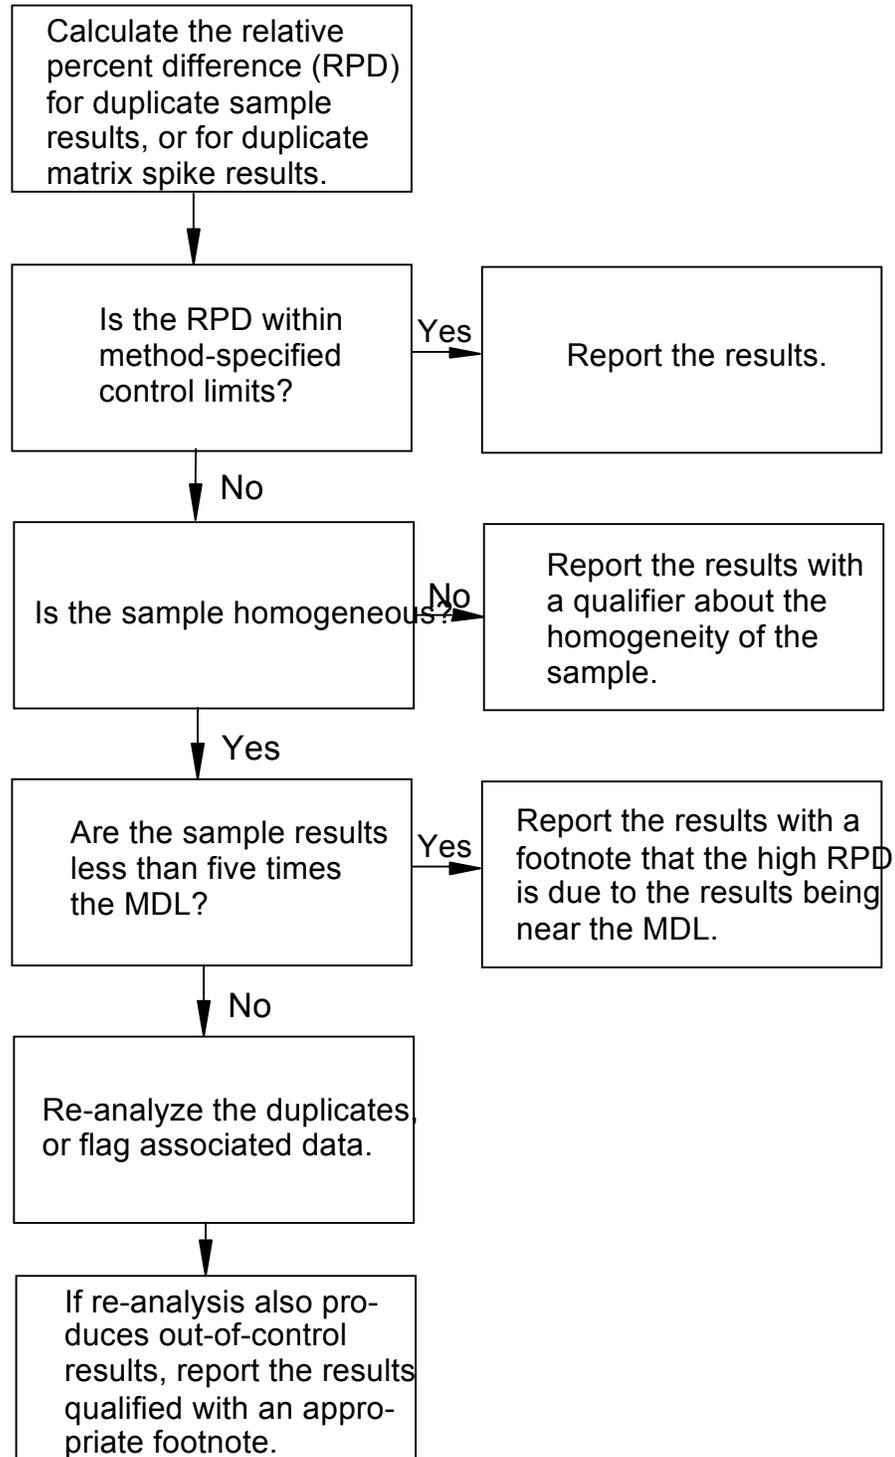 Calculate the relative
percent difference (RPD)
for duplicate sample
results, or for duplicate
matrix spike results.
Is the RPD within
method-specified
control limits?
Yes
Report the results.
No
Is the sample homogeneous?
No
Report the results with
a qualifier about the
homogeneity of the
sample.
Yes
Are the sample results
less than five times
the MDL?
Yes
Report the results with a
footnote that the high RPD
is due to the results being
near the MDL.
No
Re-analyze the duplicates,
or flag associated data.
If re-analysis also pro-
duces out-of-control
results, report the results
qualified with an appro-
priate footnote.